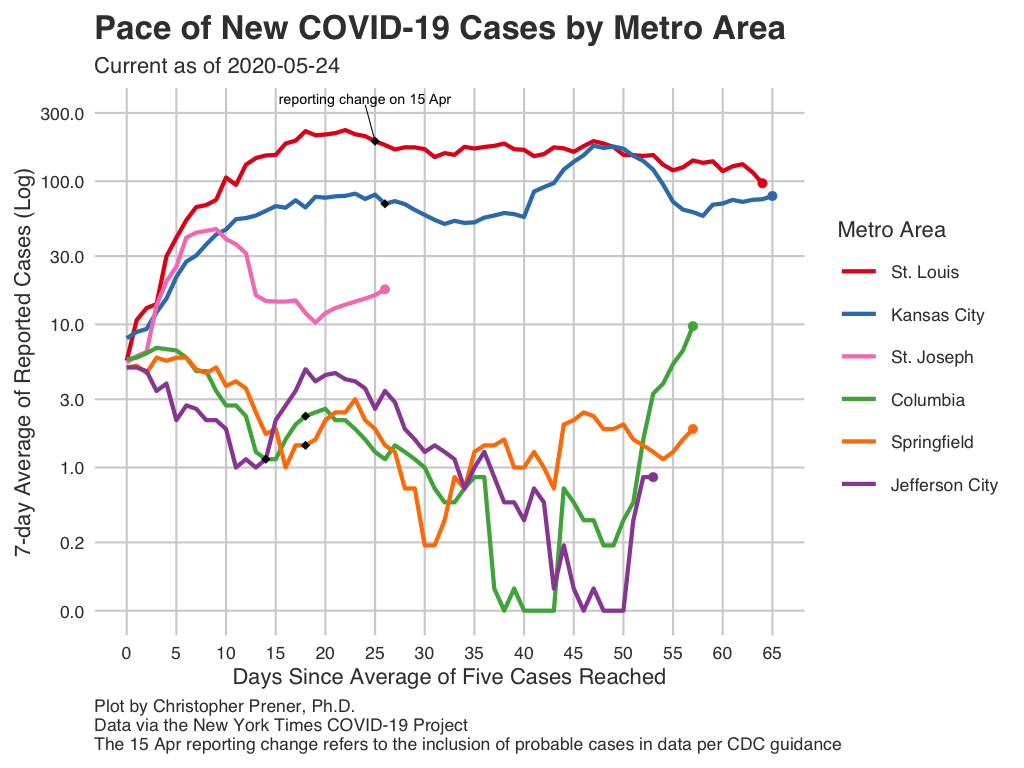 Pace of New COVID-19 Cases by Metro Area
Current as of 2020-05-24
reporting change on 15 Apr
7-day Average of Reported Cases (Log)
300.0
100.0
30.0
10.0
3.0
1.0
0.2
0.0
0 5 10 15 20 25 30 35 40 45 50 55 60 65
Days Since Average of Five Cases Reached
Metro Area
St. Louis
Kansas City
St. Joseph
Columbia
Springfield
Jefferson City
Plot by Christopher Prener, Ph.D.
Data via the New York Times COVID-19 Project
The 15 Apr reporting change refers to the inclusion of probable cases in data per CDC guidance